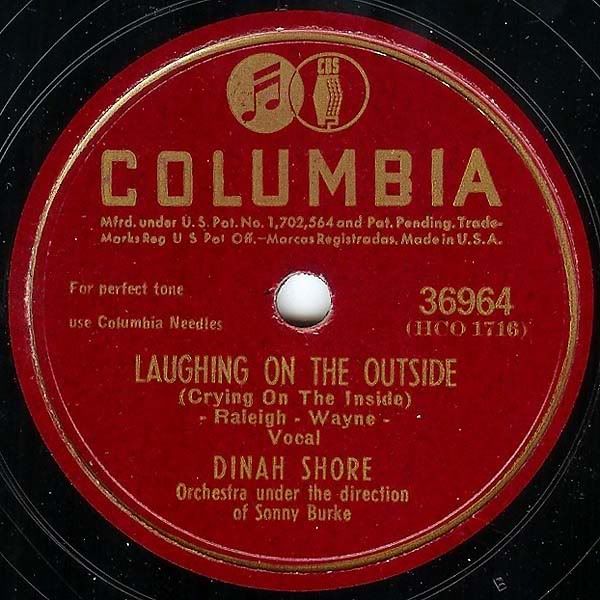 CBS
COLUMBIA
Mfrd. under U.S. Pat. No. 1,702,564 and Pat. Pending. Trade-
Marks Reg U S Pat Off.—Marcas Registradas. Made in U.S.A.
For perfect tone
use Columbia Needles
36964
(HCO 1716)
LAUGHING ON THE OUTSIDE
(Crying On The Inside)
- Raleigh - Wayne -
Vocal
DINAH SHORE
Orchestra under the direction
of Sonny Burke